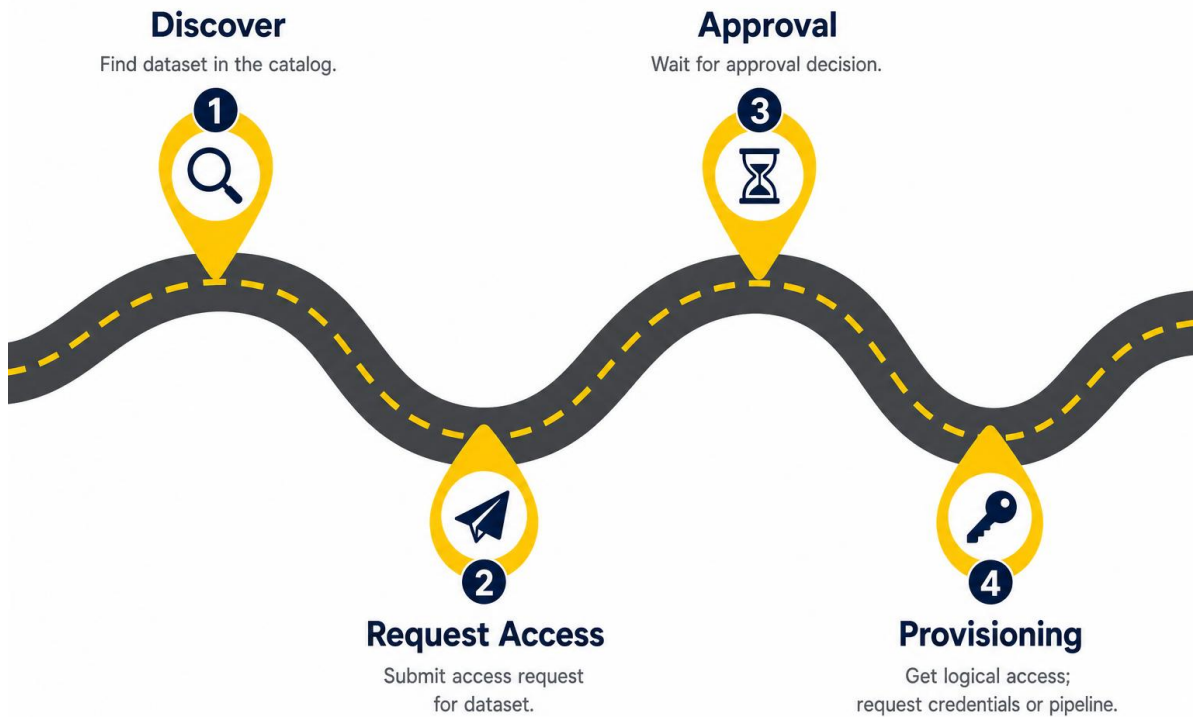 Discover
Find dataset in the catalog.
1
Approval
Wait for approval decision.
3
2
Request Access
Submit access request
for dataset.
4
Provisioning
Get logical access;
request credentials or pipeline.